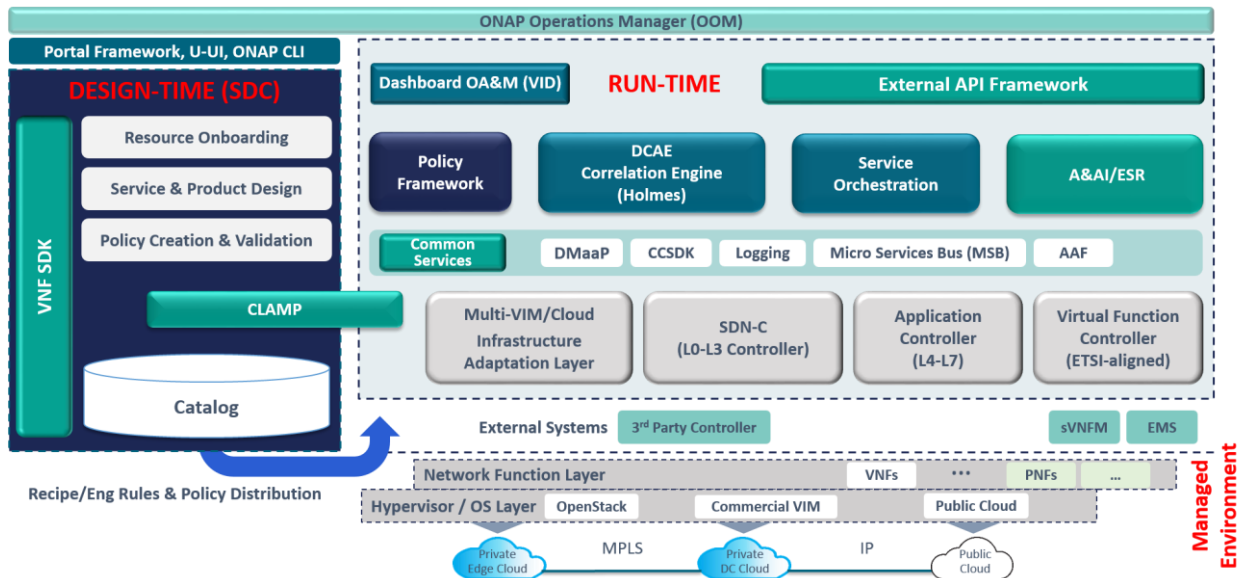 ONAP Operations Manager (OOM)
Portal Framework, U-UI, ONAP CLI
DESIGN-TIME (SDC)
VNF SDK
Resource Onboarding
Service & Product Design
Policy Creation & Validation
CLAMP
Catalog
Recipe/Eng Rules & Policy Distribution
Dashboard OA&M (VID)
RUN-TIME
External API Framework
Policy
Framework
DCAE
Correlation Engine
(Holmes)
Service
Orchestration
A&AI/ESR
Common
Services
DMaaP
CCSDK
Logging
Micro Services Bus (MSB)
AAF
Multi-VIM/Cloud
Infrastructure
Adaptation Layer
SDN-C
(L0-L3 Controller)
Application
Controller
(L4-L7)
Virtual Function
Controller
(ETSI-aligned)
External Systems
3rd Party Controller
sVNFM
EMS
Network Function Layer
VNFs
•••
PNFs
...
Hypervisor / OS Layer
OpenStack
Commercial VIM
Public Cloud
Private
Edge Cloud
MPLS
Private
DC Cloud
IP
Public
Cloud
Managed
Environment